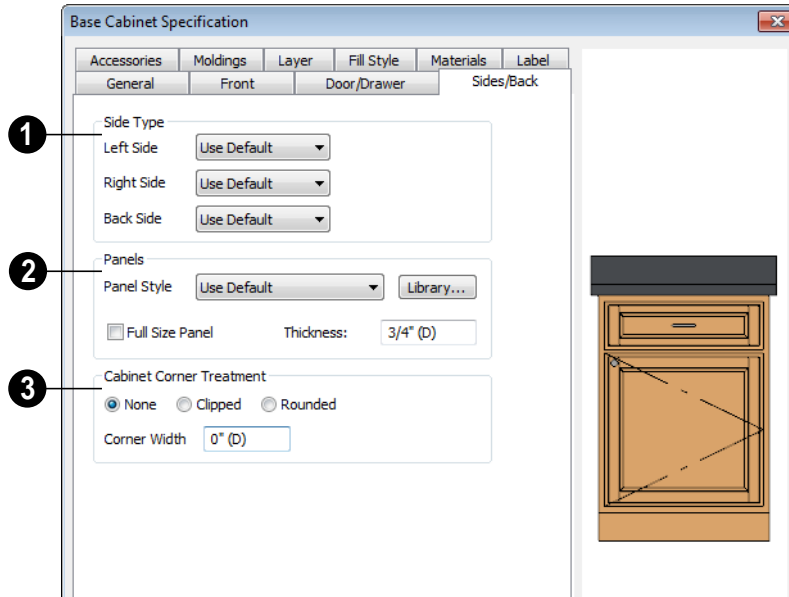 Base Cabinet Specification
Accessories Moldings Layer Fill Style Materials Label
General Front Door/Drawer Sides/Back
1
Side Type
Left Side Use Default
Right Side Use Default
Back Side Use Default
2
Panels
Panel Style Use Default Library...
Full Size Panel Thickness: 3/4" (D)
3
Cabinet Corner Treatment
None Clipped Rounded
Corner Width 0" (D)